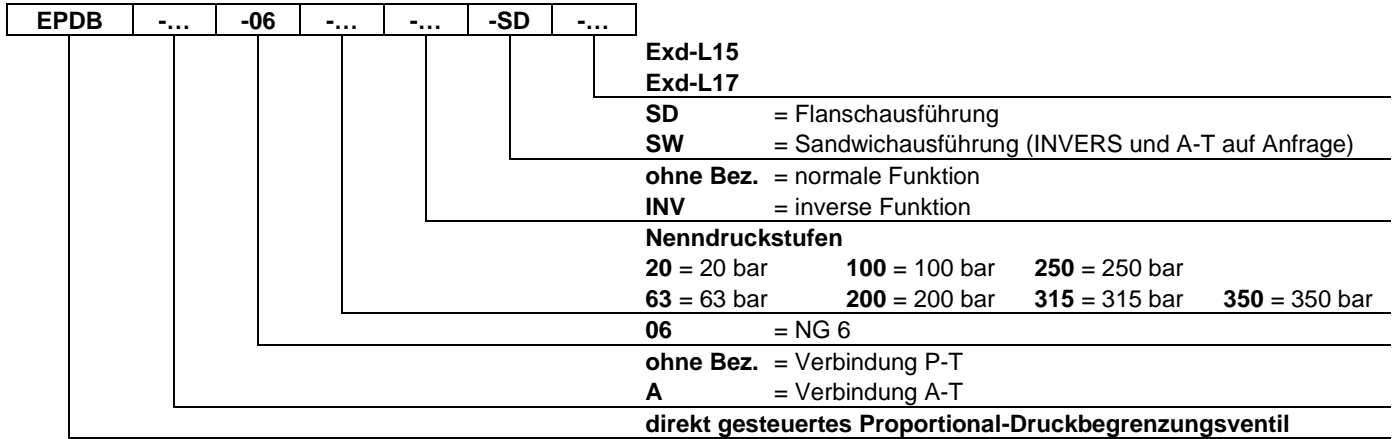 EPDB -… -06 -… -… -SD -…
Exd-L15
Exd-L17
SD = Flanschausführung
SW = Sandwichausführung (INVERS und A-T auf Anfrage)
ohne Bez. = normale Funktion
INV = inverse Funktion
Nenndruckstufen
20 = 20 bar 100 = 100 bar 250 = 250 bar
63 = 63 bar 200 = 200 bar 315 = 315 bar 350 = 350 bar
06 = NG 6
ohne Bez. = Verbindung P-T
A = Verbindung A-T
direkt gesteuertes Proportional-Druckbegrenzungsventil